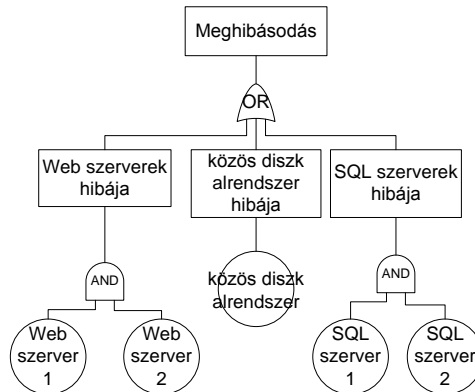 Meghibásodás
OR
Web szerverek
hibája
közös diszk
alrendszer
hibája
SQL szerverek
hibája
AND
közös diszk
alrendszer
AND
Web
szerver
1
Web
szerver
2
SQL
szerver
1
SQL
szerver
2